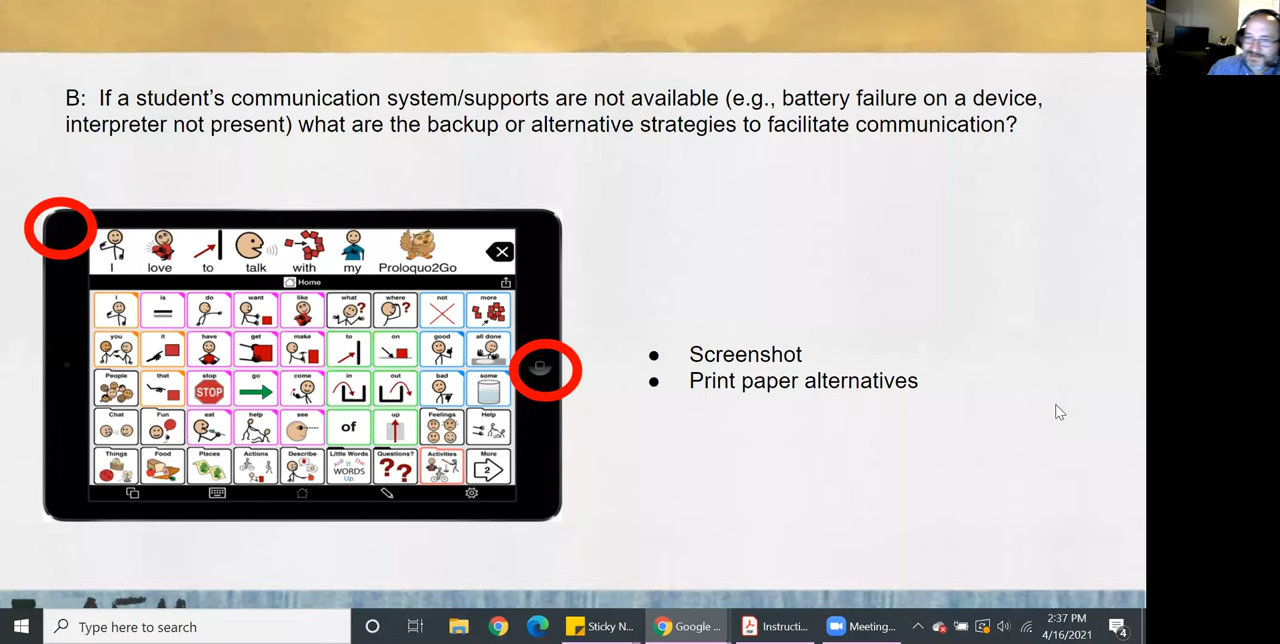 B: If a student's communication system/supports are not available (e.g., battery failure on a device,
interpreter not present) what are the backup or alternative strategies to facilitate communication?
I love to talk with my Proloquo2Go
Home
I is do want like what where not more
you it have get make to on good all done
People that stop go come in out bad some
STOP
Chat Fun eat help see of up Feelings Help
Things Food Places Actions Describe Little Words Questions? Activities More
WORDS
Up
??
2
● Screenshot
● Print paper alternatives
Type here to search
Sticky N...
Google ...
Instructi...
Meeting...
2:37 PM
4/16/2021
4